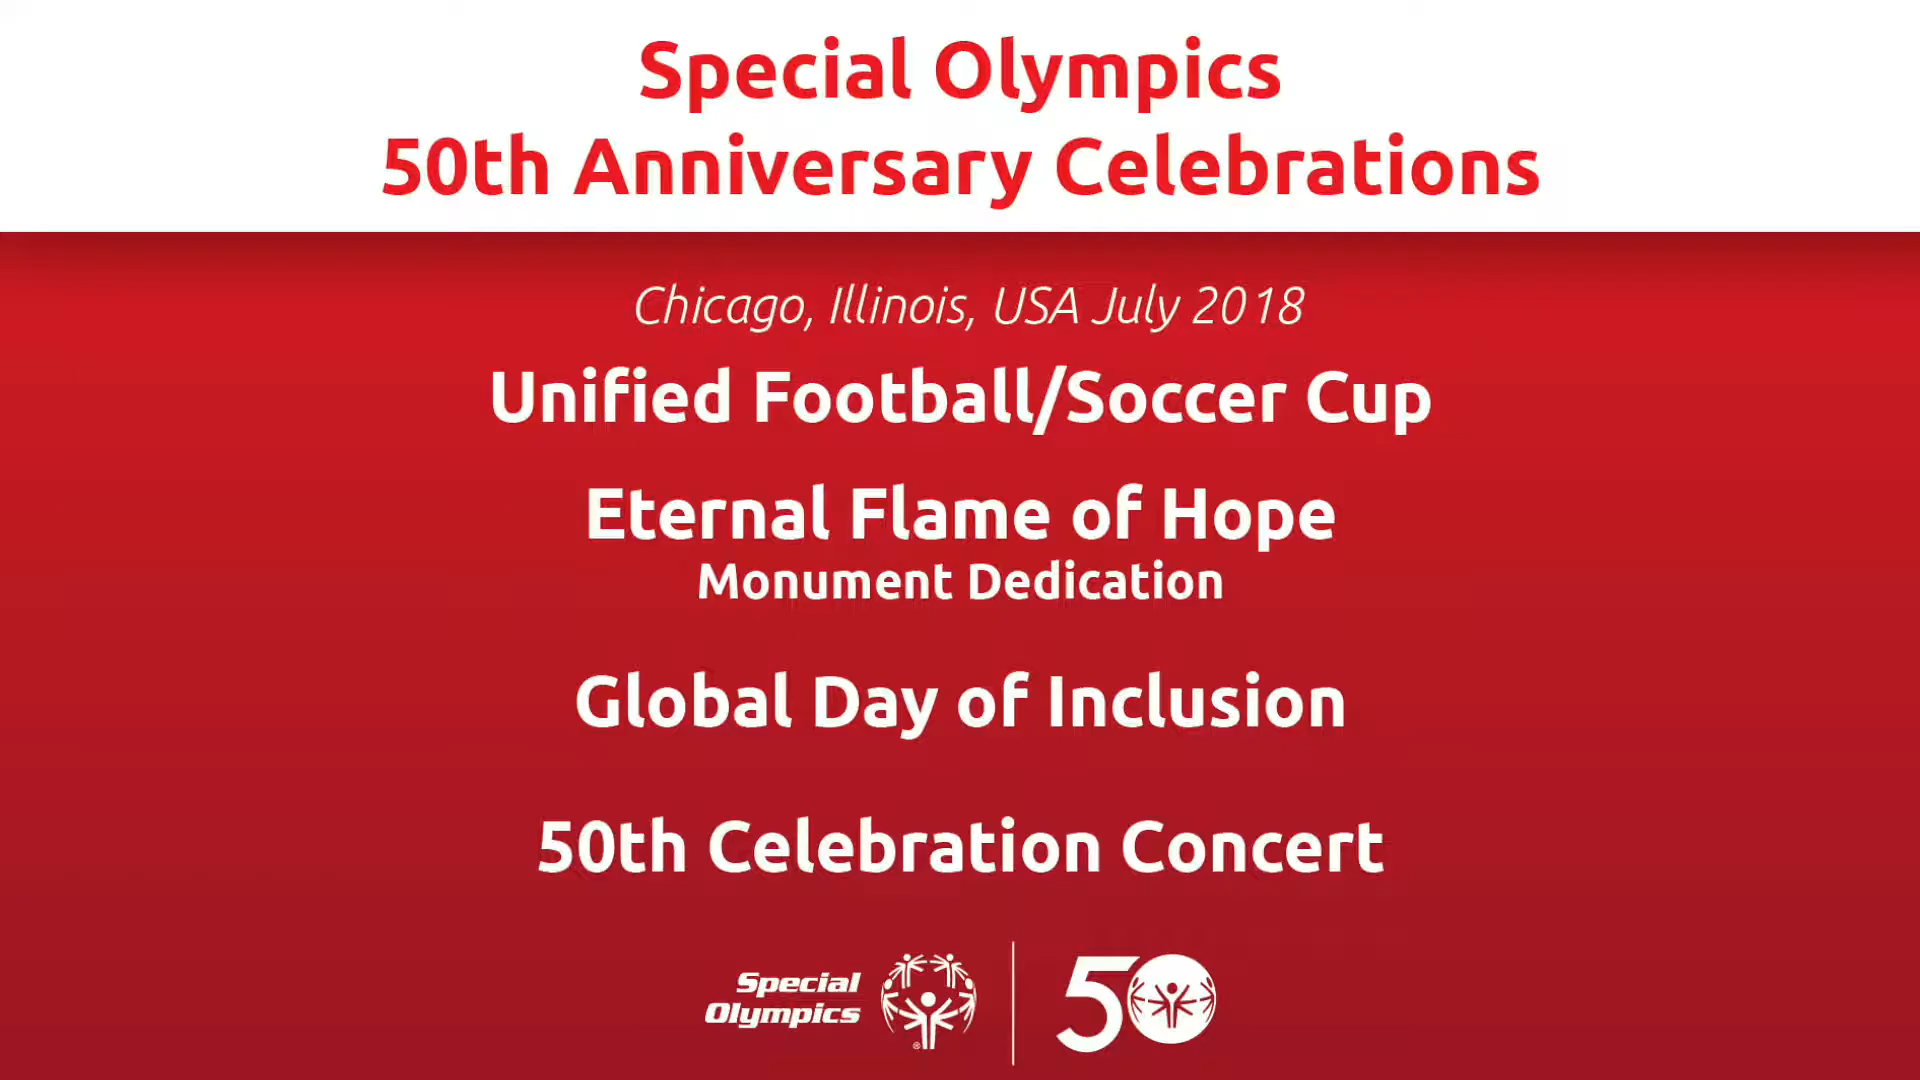 Special Olympics
50th Anniversary Celebrations
Chicago, Illinois, USA July 2018
Unified Football/Soccer Cup
Eternal Flame of Hope
Monument Dedication
Global Day of Inclusion
50th Celebration Concert
Special
Olympics
®
50